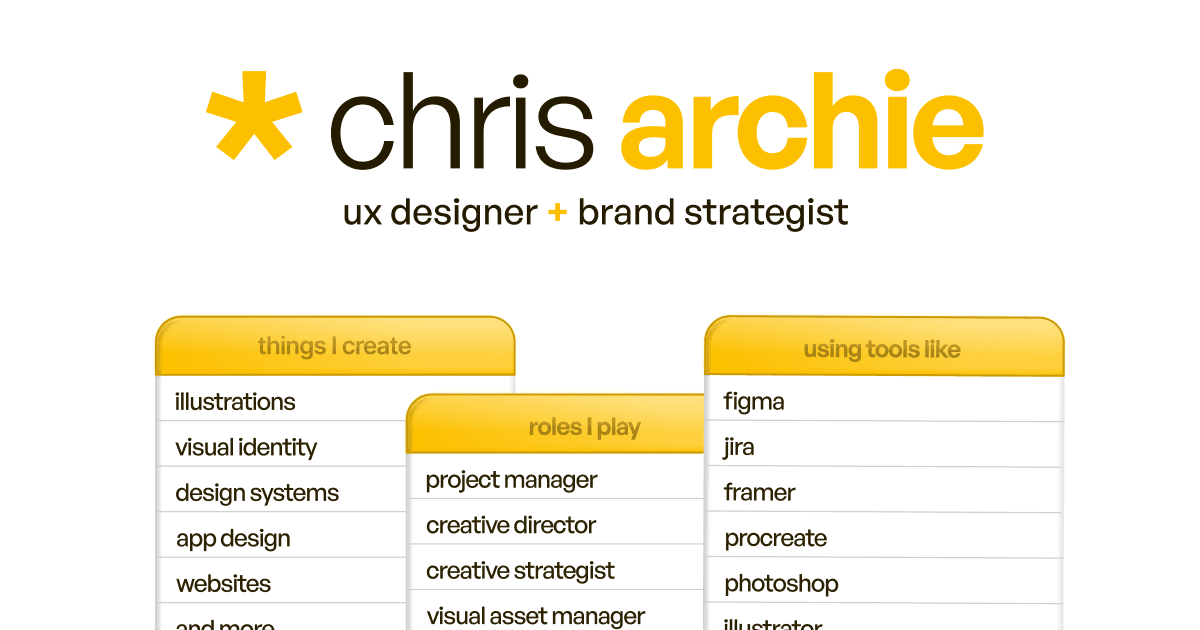 * chris archie
ux designer + brand strategist
things I create
illustrations
visual identity
design systems
app design
websites
and more
roles I play
project manager
creative director
creative strategist
visual asset manager
using tools like
figma
jira
framer
procreate
photoshop
illustrator